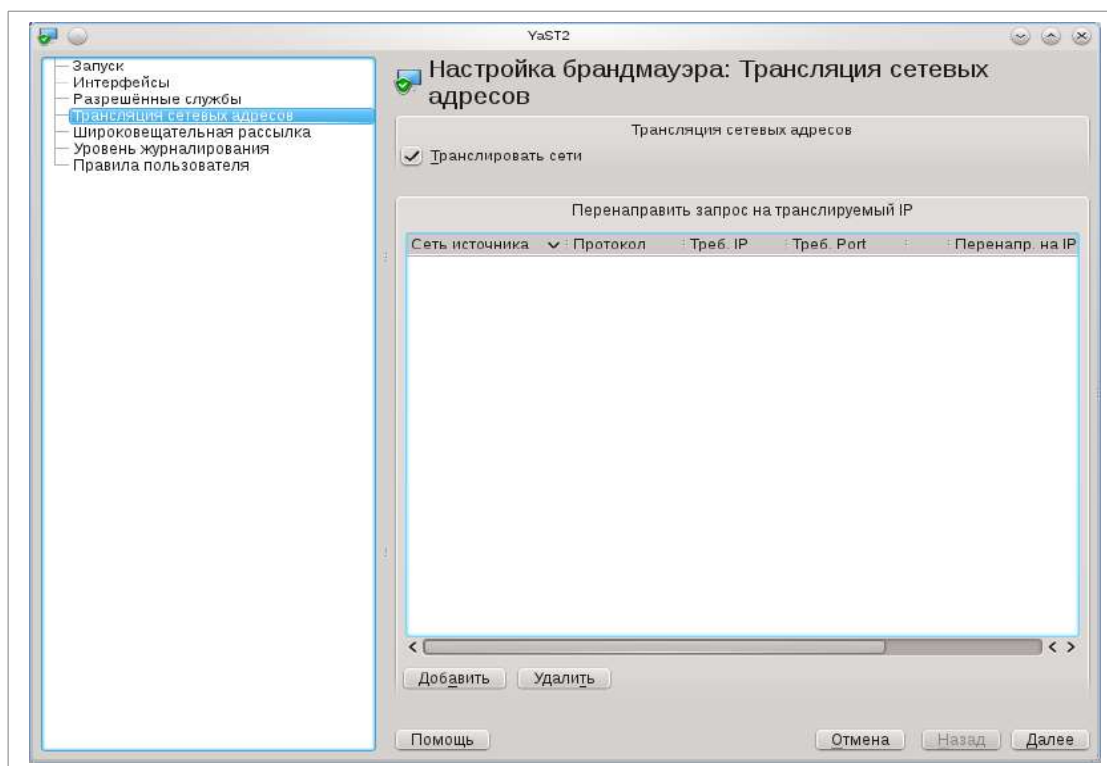 YaST2
Запуск
Интерфейсы
Разрешённые службы
Трансляция сетевых адресов
Широковещательная рассылка
Уровень журналирования
Правила пользователя
Настройка брандмауэра: Трансляция сетевых
адресов
Трансляция сетевых адресов
Транслировать сети
Перенаправить запрос на транслируемый IP
Сеть источника Протокол Треб. IP Треб. Port Перенапр. на IP
Добавить Удалить
Помощь Отмена Назад Далее